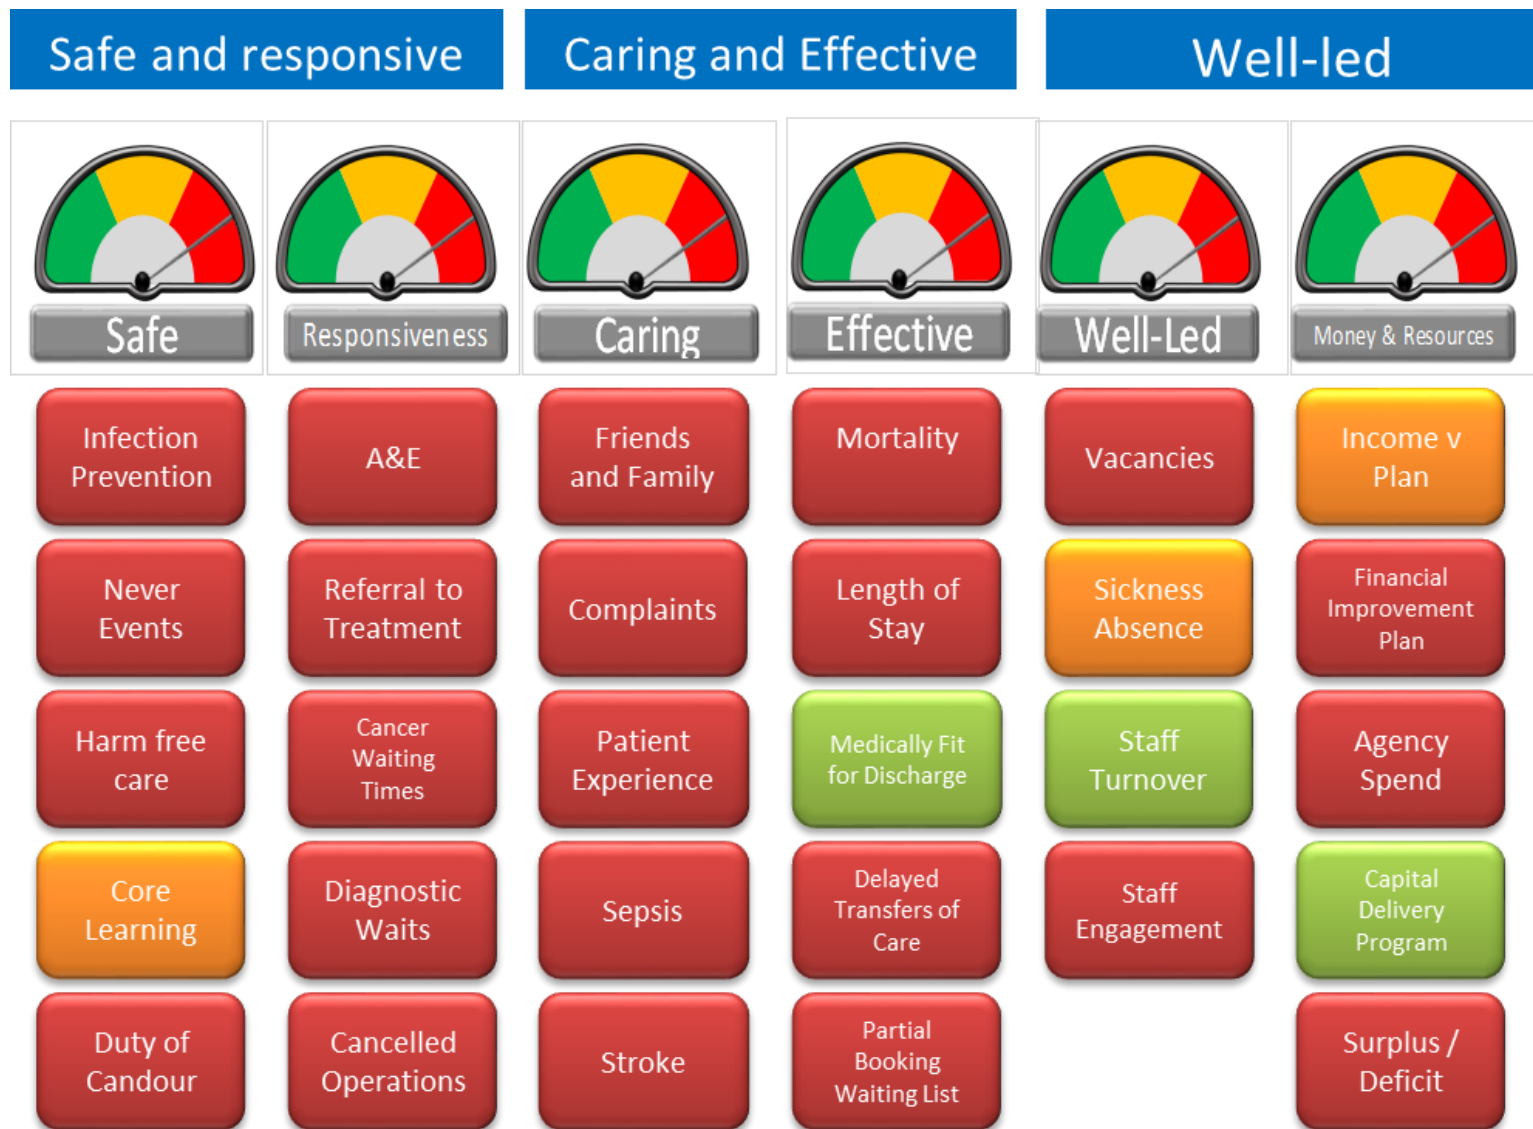 Safe and responsive
Caring and Effective
Well-led
Safe
Responsiveness
Caring
Effective
Well-Led
Money & Resources
Infection
Prevention
A&E
Friends
and Family
Mortality
Vacancies
Income v
Plan
Never
Events
Referral to
Treatment
Complaints
Length of
Stay
Sickness
Absence
Financial
Improvement
Plan
Harm free
care
Cancer
Waiting
Times
Patient
Experience
Medically Fit
for Discharge
Staff
Turnover
Agency
Spend
Core
Learning
Diagnostic
Waits
Sepsis
Delayed
Transfers of
Care
Staff
Engagement
Capital
Delivery
Program
Duty of
Candour
Cancelled
Operations
Stroke
Partial
Booking
Waiting List
Surplus /
Deficit